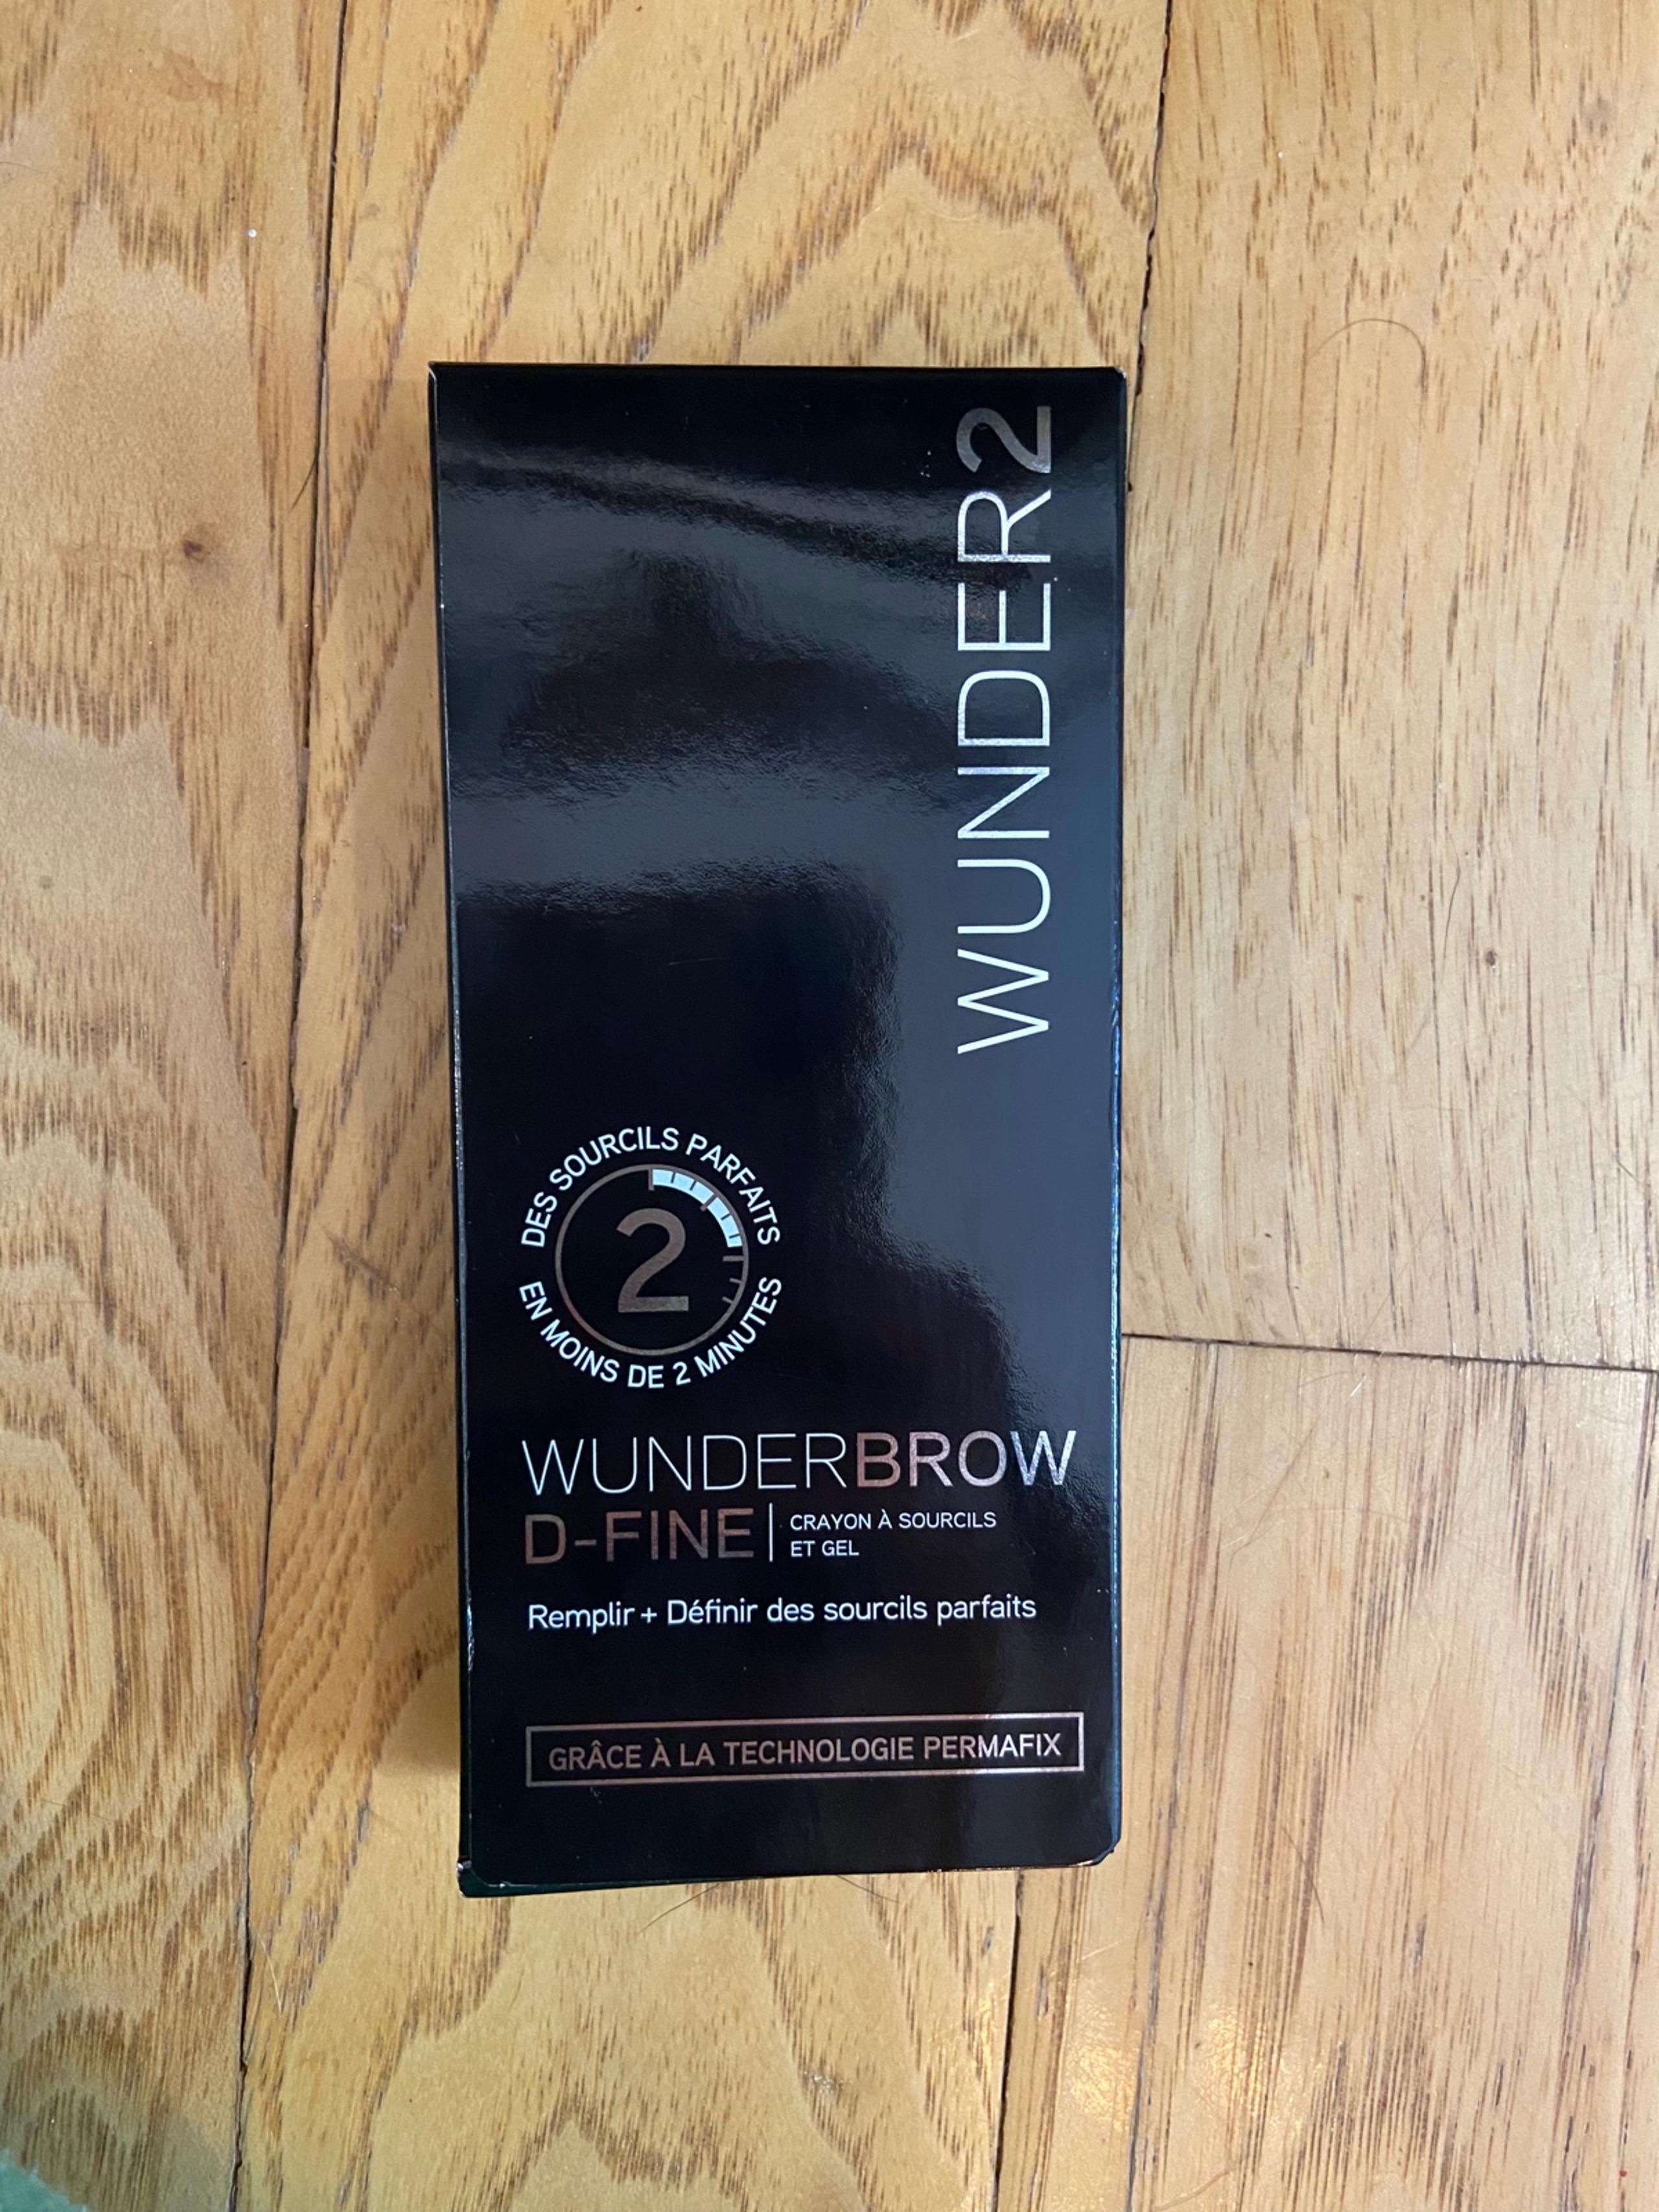 WUNDER2
DES SOURCILS PARFAITS
2
EN MOINS DE 2 MINUTES
WUNDERBROW
D-FINE | CRAYON À SOURCILS
ET GEL
Remplir + Définir des sourcils parfaits
GRÂCE À LA TECHNOLOGIE PERMAFIX